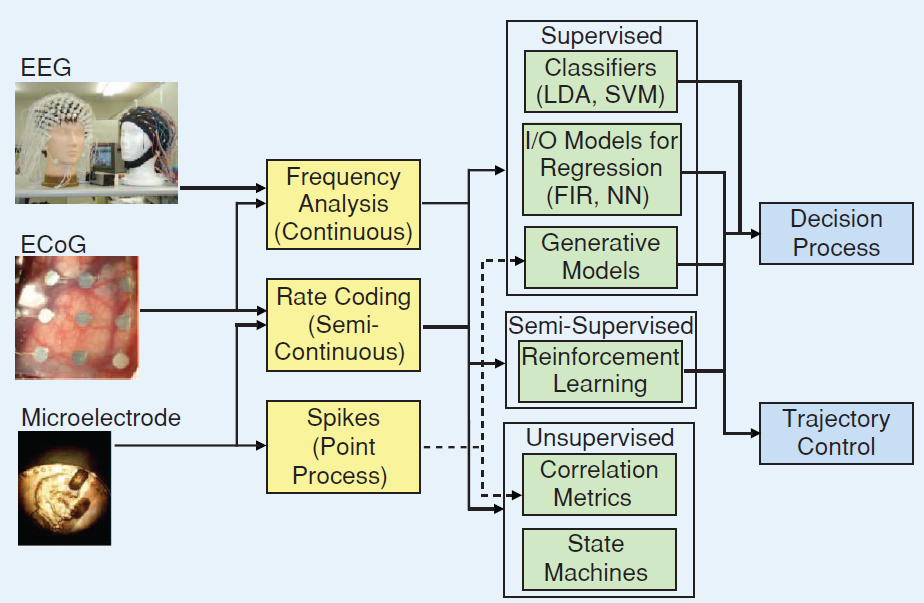 EEG
ECoG
Microelectrode
Frequency
Analysis
(Continuous)
Rate Coding
(Semi-
Continuous)
Spikes
(Point
Process)
Supervised
Classifiers
(LDA, SVM)
I/O Models for
Regression
(FIR, NN)
Generative
Models
Semi-Supervised
Reinforcement
Learning
Unsupervised
Correlation
Metrics
State
Machines
Decision
Process
Trajectory
Control